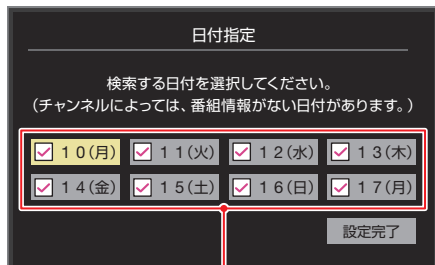 日付指定
検索する日付を選択してください。
（チャンネルによっては、番組情報がない日付があります。）
１０(月) １１(火) １２(水) １３(木)
１４(金) １５(土) １６(日) １７(月)
設定完了